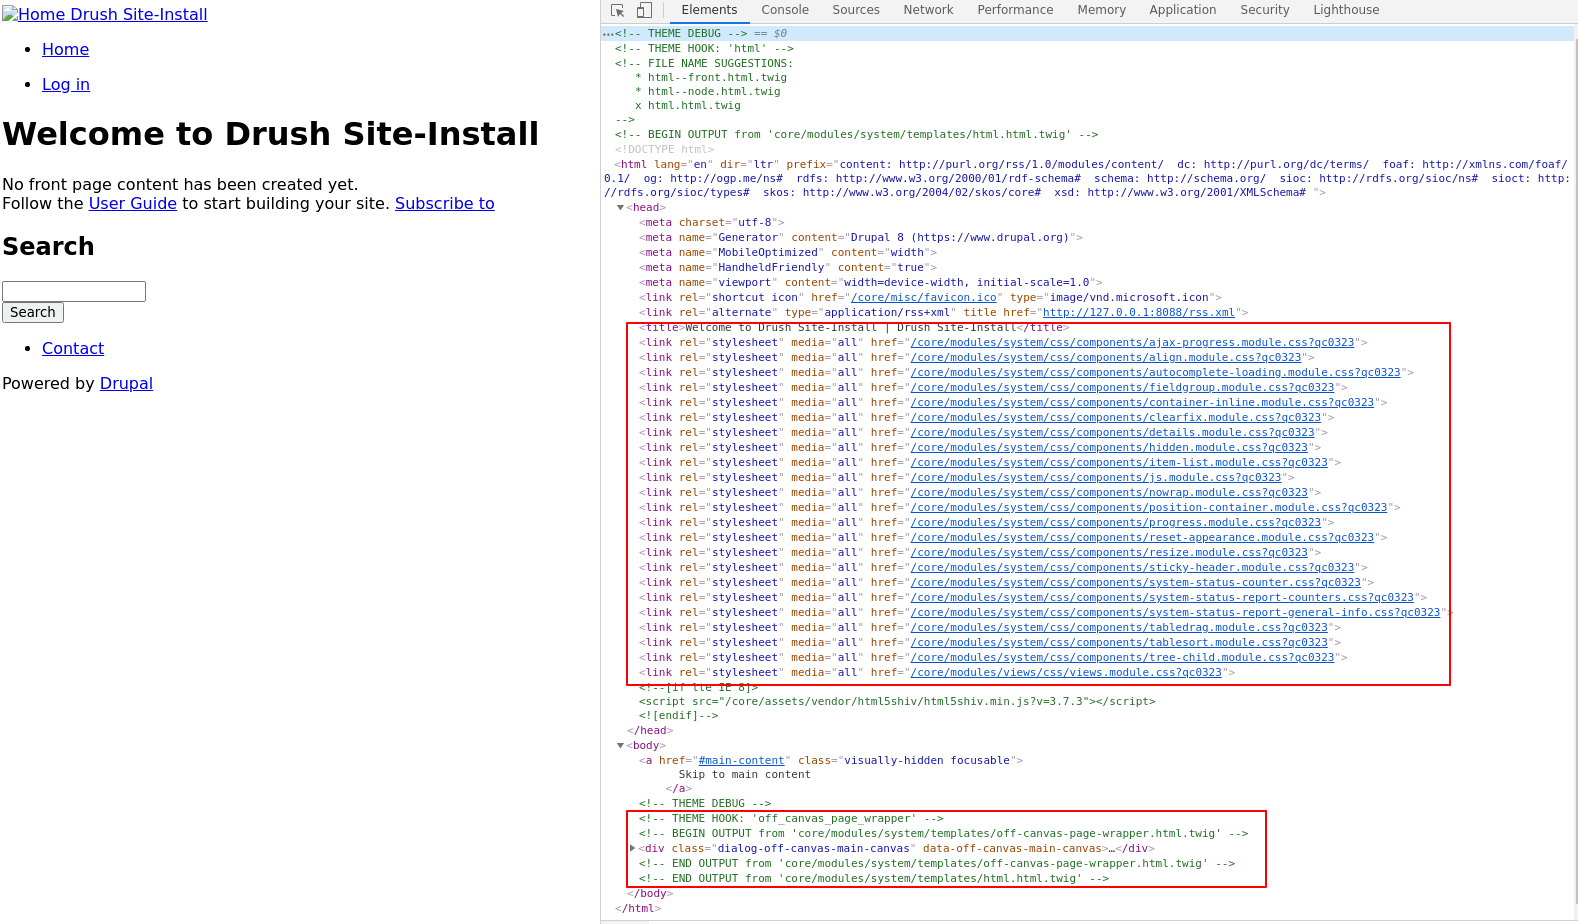 Home Drush Site-Install
Home
Log in
Welcome to Drush Site-Install
No front page content has been created yet.
Follow the User Guide to start building your site. Subscribe to
Search
Search
Contact
Powered by Drupal
Elements Console Sources Network Performance Memory Application Security Lighthouse
…<!-- THEME DEBUG --> == $0
<!-- THEME HOOK: 'html' -->
<!-- FILE NAME SUGGESTIONS:
* html--front.html.twig
* html--node.html.twig
x html.html.twig
-->
<!-- BEGIN OUTPUT from 'core/modules/system/templates/html.html.twig' -->
<!DOCTYPE html>
<html lang="en" dir="ltr" prefix="content: http://purl.org/rss/1.0/modules/content/  dc: http://purl.org/dc/terms/  foaf: http://xmlns.com/foaf/
0.1/  og: http://ogp.me/ns#  rdfs: http://www.w3.org/2000/01/rdf-schema#  schema: http://schema.org/  sioc: http://rdfs.org/sioc/ns#  sioct: http:
//rdfs.org/sioc/types#  skos: http://www.w3.org/2004/02/skos/core#  xsd: http://www.w3.org/2001/XMLSchema# ">
<head>
<meta charset="utf-8">
<meta name="Generator" content="Drupal 8 (https://www.drupal.org)">
<meta name="MobileOptimized" content="width">
<meta name="HandheldFriendly" content="true">
<meta name="viewport" content="width=device-width, initial-scale=1.0">
<link rel="shortcut icon" href="/core/misc/favicon.ico" type="image/vnd.microsoft.icon">
<link rel="alternate" type="application/rss+xml" title href="http://127.0.0.1:8088/rss.xml">
<title>Welcome to Drush Site-Install | Drush Site-Install</title>
<link rel="stylesheet" media="all" href="/core/modules/system/css/components/ajax-progress.module.css?qc0323">
<link rel="stylesheet" media="all" href="/core/modules/system/css/components/align.module.css?qc0323">
<link rel="stylesheet" media="all" href="/core/modules/system/css/components/autocomplete-loading.module.css?qc0323">
<link rel="stylesheet" media="all" href="/core/modules/system/css/components/fieldgroup.module.css?qc0323">
<link rel="stylesheet" media="all" href="/core/modules/system/css/components/container-inline.module.css?qc0323">
<link rel="stylesheet" media="all" href="/core/modules/system/css/components/clearfix.module.css?qc0323">
<link rel="stylesheet" media="all" href="/core/modules/system/css/components/details.module.css?qc0323">
<link rel="stylesheet" media="all" href="/core/modules/system/css/components/hidden.module.css?qc0323">
<link rel="stylesheet" media="all" href="/core/modules/system/css/components/item-list.module.css?qc0323">
<link rel="stylesheet" media="all" href="/core/modules/system/css/components/js.module.css?qc0323">
<link rel="stylesheet" media="all" href="/core/modules/system/css/components/nowrap.module.css?qc0323">
<link rel="stylesheet" media="all" href="/core/modules/system/css/components/position-container.module.css?qc0323">
<link rel="stylesheet" media="all" href="/core/modules/system/css/components/progress.module.css?qc0323">
<link rel="stylesheet" media="all" href="/core/modules/system/css/components/reset-appearance.module.css?qc0323">
<link rel="stylesheet" media="all" href="/core/modules/system/css/components/resize.module.css?qc0323">
<link rel="stylesheet" media="all" href="/core/modules/system/css/components/sticky-header.module.css?qc0323">
<link rel="stylesheet" media="all" href="/core/modules/system/css/components/system-status-counter.css?qc0323">
<link rel="stylesheet" media="all" href="/core/modules/system/css/components/system-status-report-counters.css?qc0323">
<link rel="stylesheet" media="all" href="/core/modules/system/css/components/system-status-report-general-info.css?qc0323">
<link rel="stylesheet" media="all" href="/core/modules/system/css/components/tabledrag.module.css?qc0323">
<link rel="stylesheet" media="all" href="/core/modules/system/css/components/tablesort.module.css?qc0323">
<link rel="stylesheet" media="all" href="/core/modules/system/css/components/tree-child.module.css?qc0323">
<link rel="stylesheet" media="all" href="/core/modules/views/css/views.module.css?qc0323">
<!--[if lte IE 8]>
<script src="/core/assets/vendor/html5shiv/html5shiv.min.js?v=3.7.3"></script>
<![endif]-->
</head>
<body>
<a href="#main-content" class="visually-hidden focusable">
Skip to main content
</a>
<!-- THEME DEBUG -->
<!-- THEME HOOK: 'off_canvas_page_wrapper' -->
<!-- BEGIN OUTPUT from 'core/modules/system/templates/off-canvas-page-wrapper.html.twig' -->
<div class="dialog-off-canvas-main-canvas" data-off-canvas-main-canvas>…</div>
<!-- END OUTPUT from 'core/modules/system/templates/off-canvas-page-wrapper.html.twig' -->
<!-- END OUTPUT from 'core/modules/system/templates/html.html.twig' -->
</body>
</html>